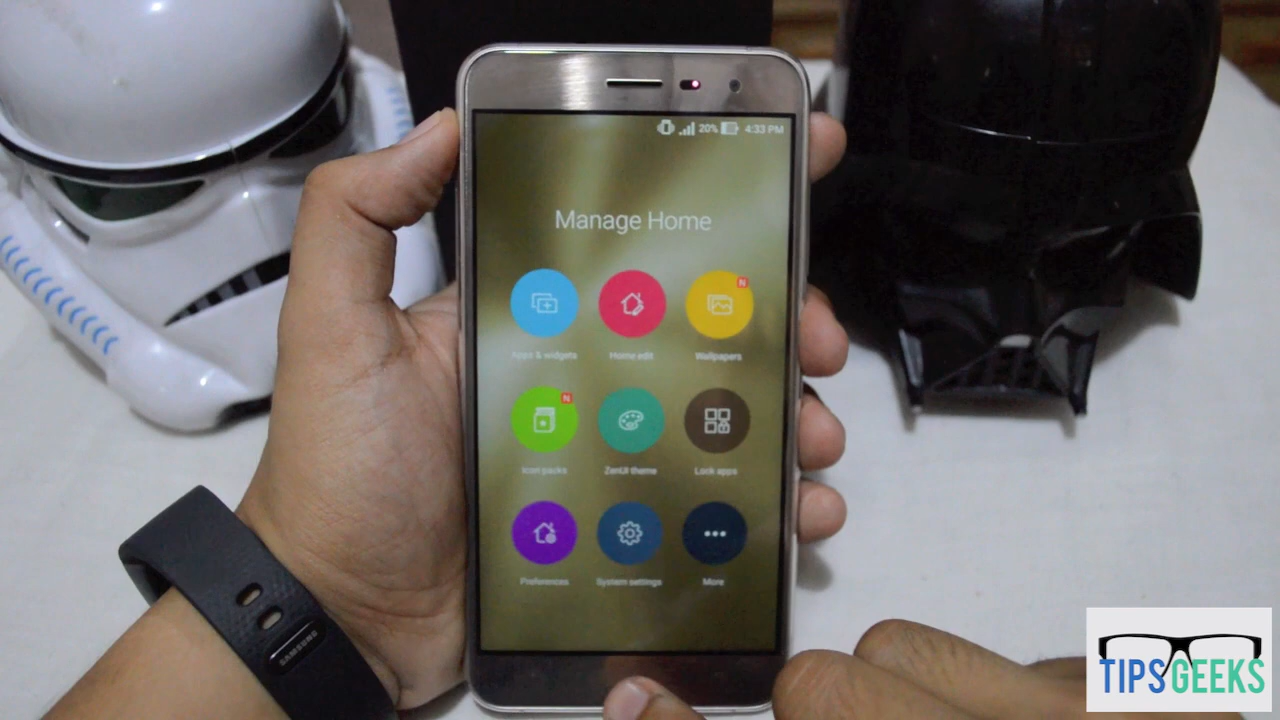 20% 4:33 PM
Manage Home
Apps & widgets
Home edit
Wallpapers
N
Icon packs
N
ZenUI theme
Lock apps
Preferences
System settings
More
SAMSUNG
TIPSGEEKS